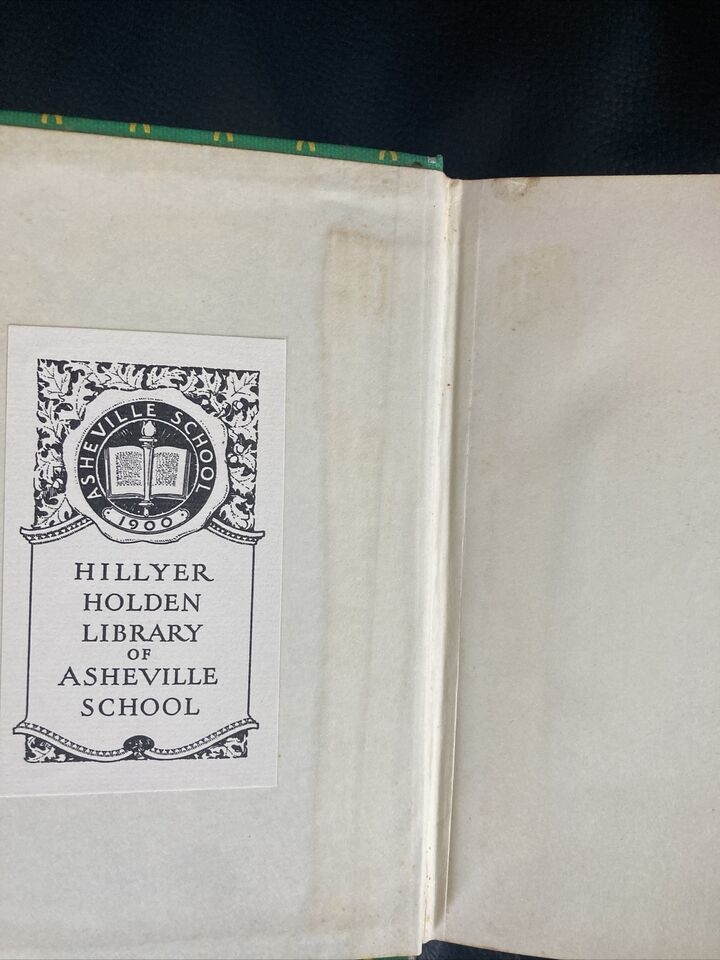 ASHEVILLE SCHOOL
1900
HILLYER
HOLDEN
LIBRARY
OF
ASHEVILLE
SCHOOL